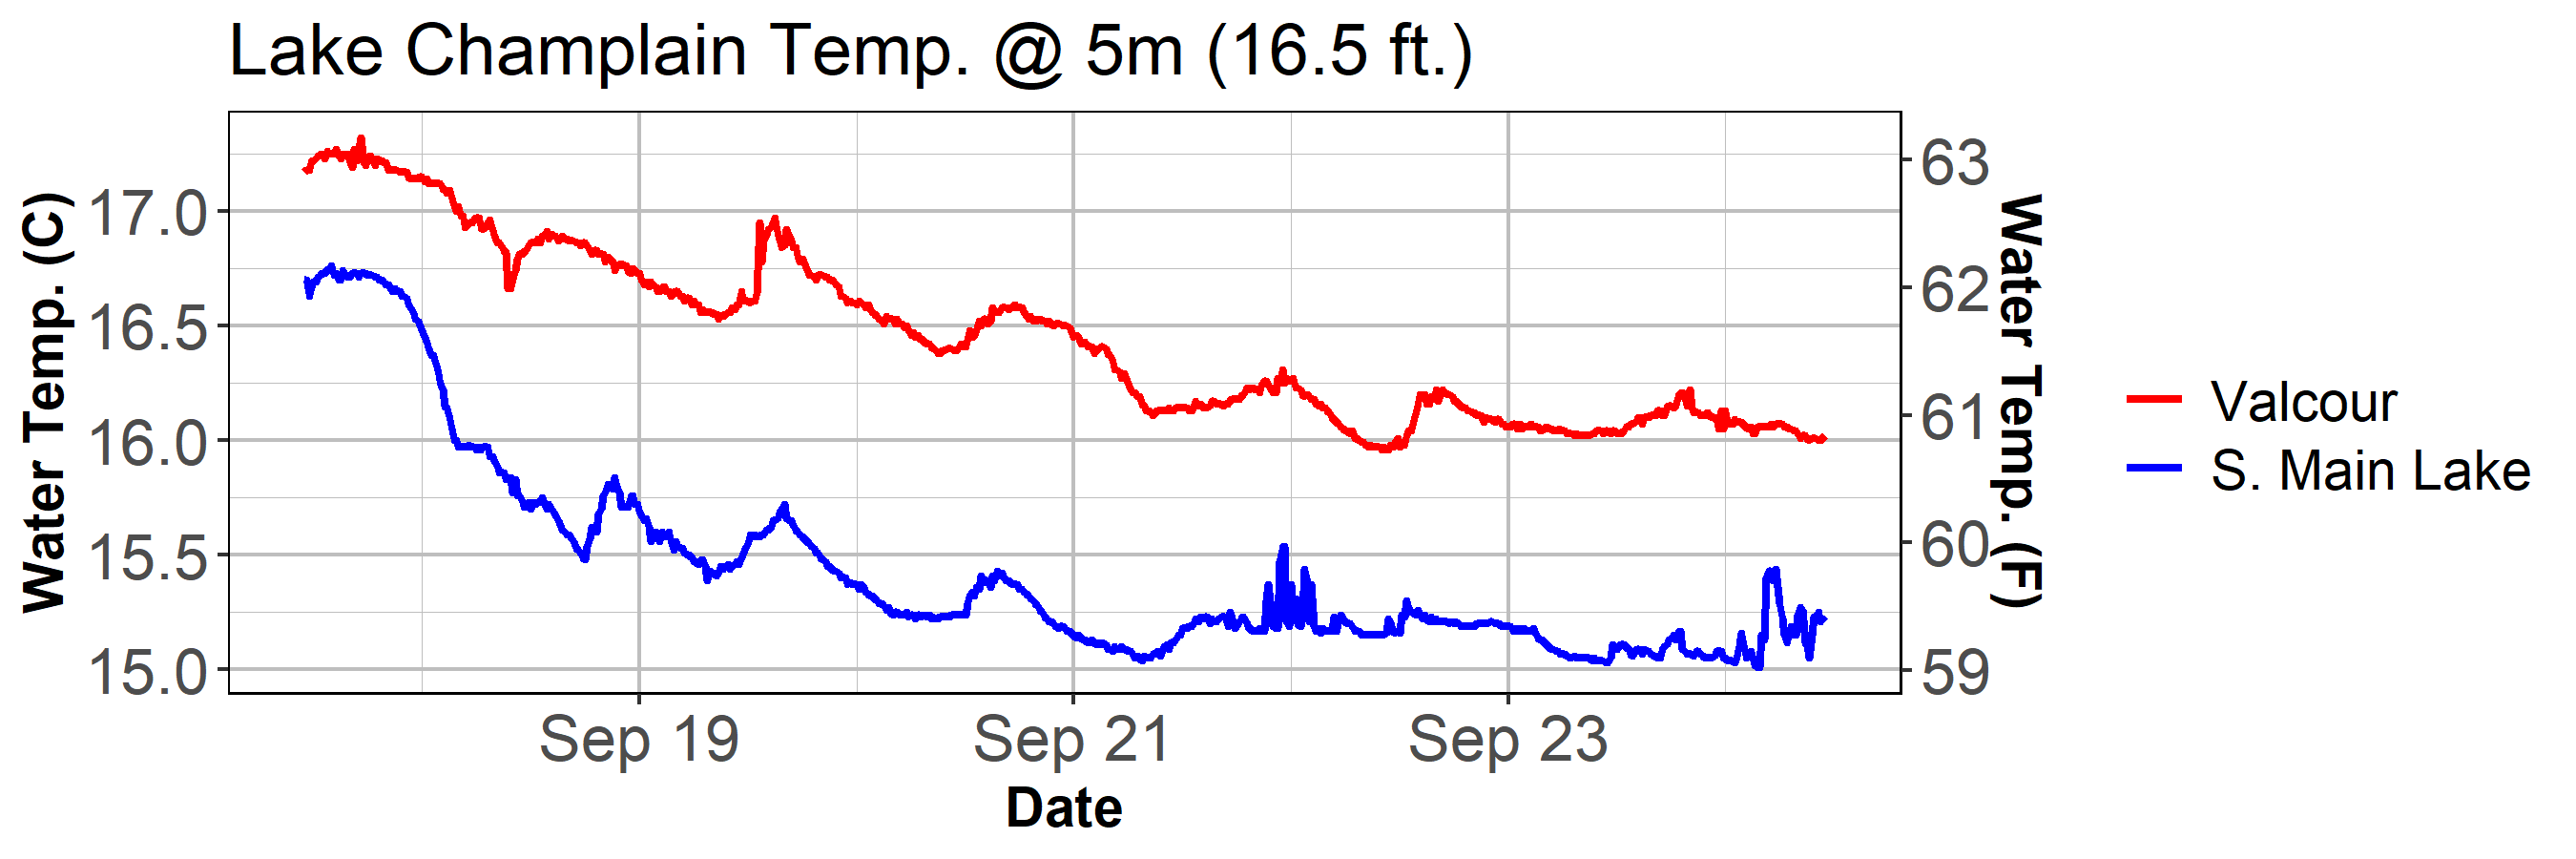 Lake Champlain Temp. @ 5m (16.5 ft.)
Water Temp. (C)
17.0
16.5
16.0
15.5
15.0
63
62
61
60
59
Water Temp. (F)
Valcour
S. Main Lake
Sep 19
Sep 21
Sep 23
Date